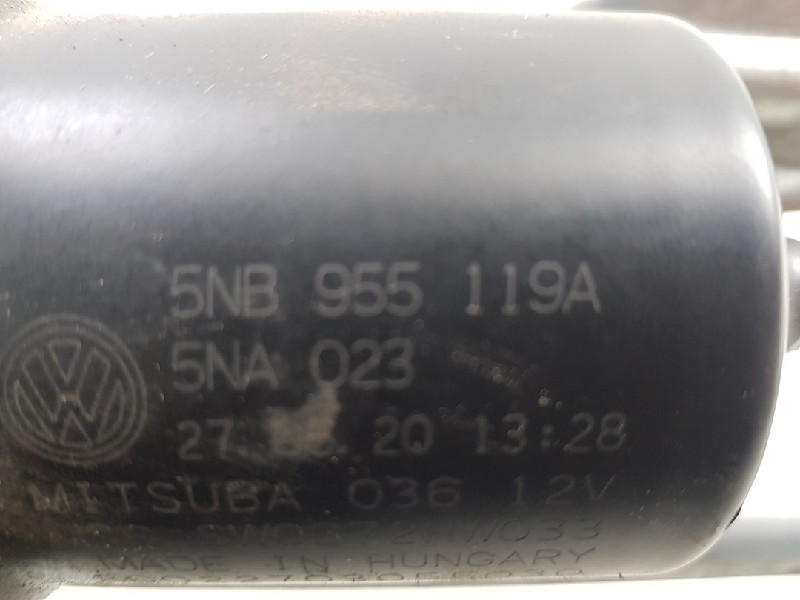 5NB 955 119A
5NA 023
27 20 13:28
MITSUBA 036 12V
MADE IN HUNGARY